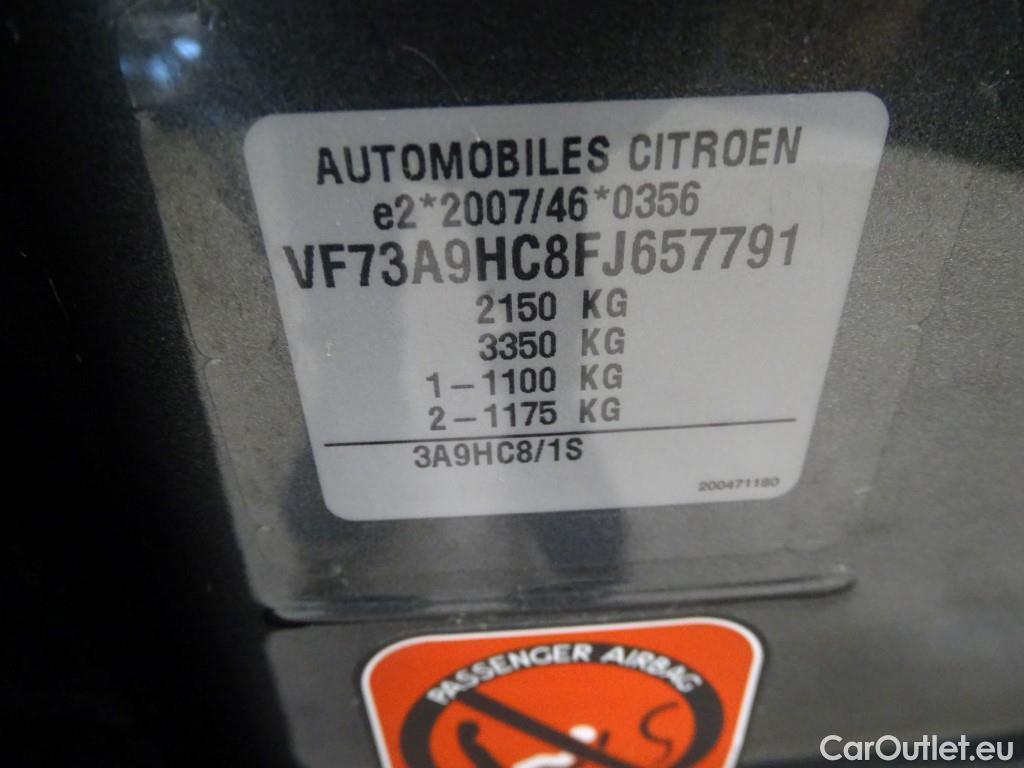 AUTOMOBILES CITROEN
e2*2007/46*0356
VF73A9HC8FJ657791
2150 KG
3350 KG
1-1100 KG
2-1175 KG
3A9HC8/1S
200471180
PASSENGER AIRBAG
CarOutlet.eu